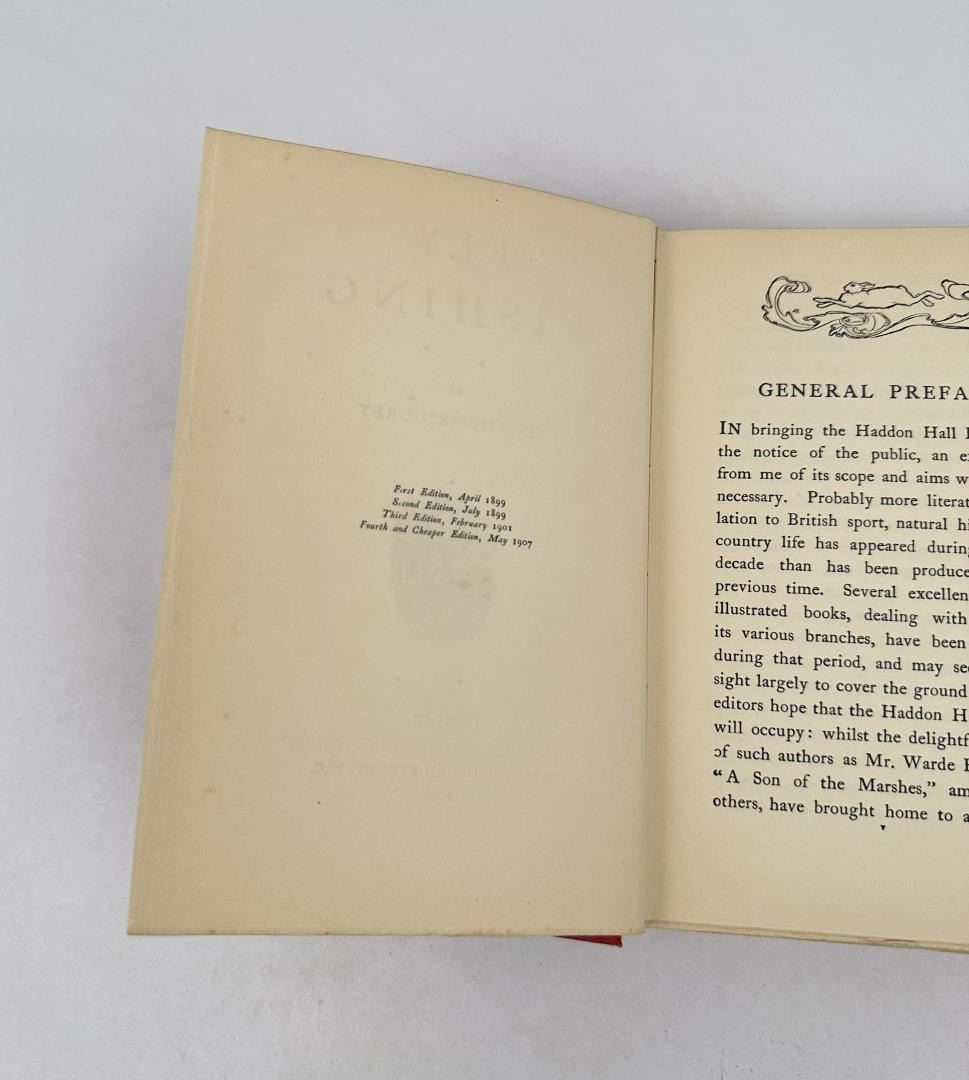 First Edition, April 1899
Second Edition, July 1899
Third Edition, February 1901
Fourth and Cheaper Edition, May 1907
GENERAL PREFA
IN bringing the Haddon Hall
the notice of the public, an
from me of its scope and aims
necessary. Probably more literat
lation to British sport, natural
country life has appeared during
decade than has been produce
previous time. Several excellen
illustrated books, dealing with
its various branches, have been
during that period, and may
sight largely to cover the ground
editors hope that the Haddon
will occupy: whilst the delightf
of such authors as Mr. Warde
“A Son of the Marshes,”
others, have brought home to a
v